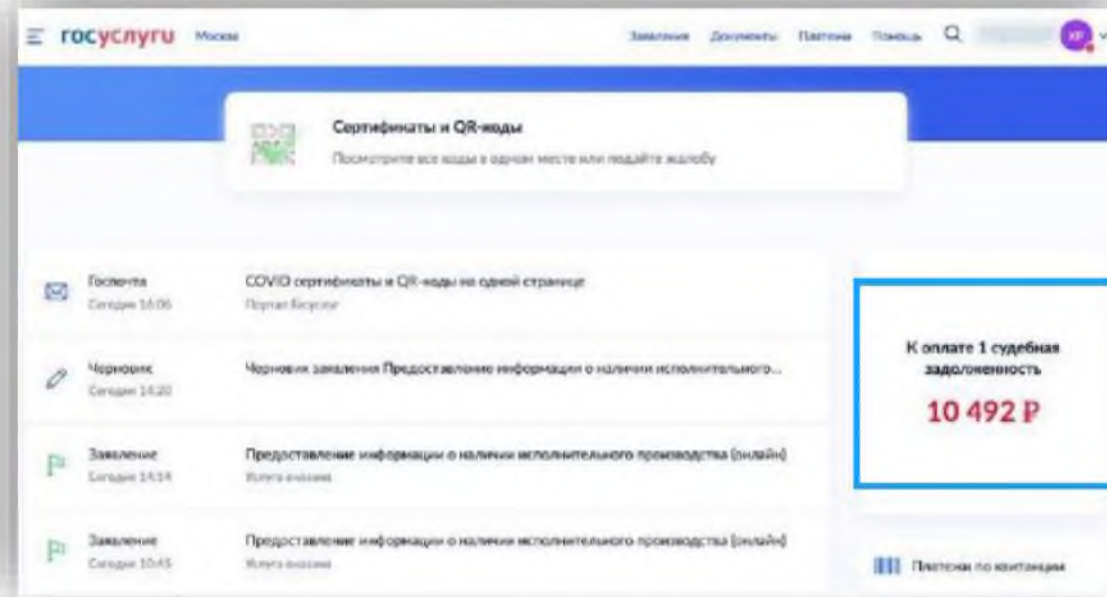 госуслуги Москва Заявления Документы Платежи Помощь ХР
Сертификаты и QR-коды
Посмотрите все коды в одном месте или подайте жалобу
Госпочта
Сегодня 16:06
COVID сертификаты и QR-коды на одной странице
Портал Госуслуг
Черновик
Сегодня 14:20
Черновик заявления Предоставление информации о наличии исполнительного...
Заявление
Сегодня 14:14
Предоставление информации о наличии исполнительного производства (онлайн)
Услуга оказана
Заявление
Сегодня 10:45
Предоставление информации о наличии исполнительного производства (онлайн)
Услуга оказана
К оплате 1 судебная
задолженность
10 492 ₽
Платежи по квитанции